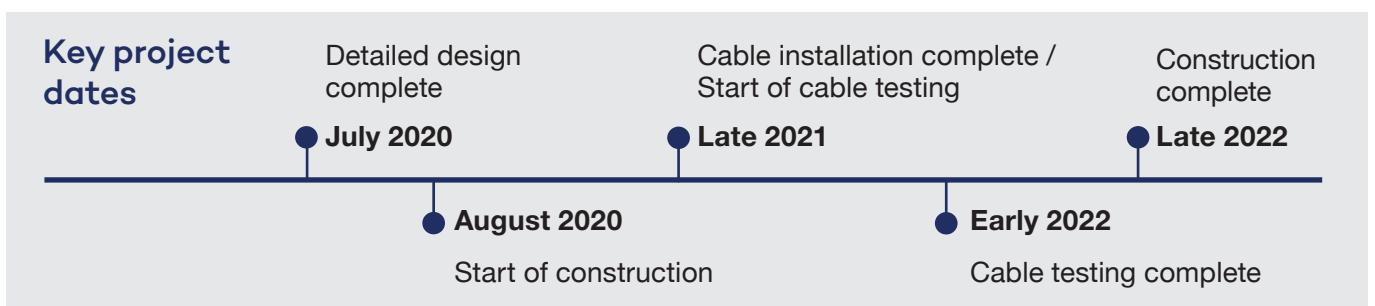 Key project
dates
Detailed design
complete
July 2020
August 2020
Start of construction
Cable installation complete /
Start of cable testing
Late 2021
Early 2022
Cable testing complete
Construction
complete
Late 2022